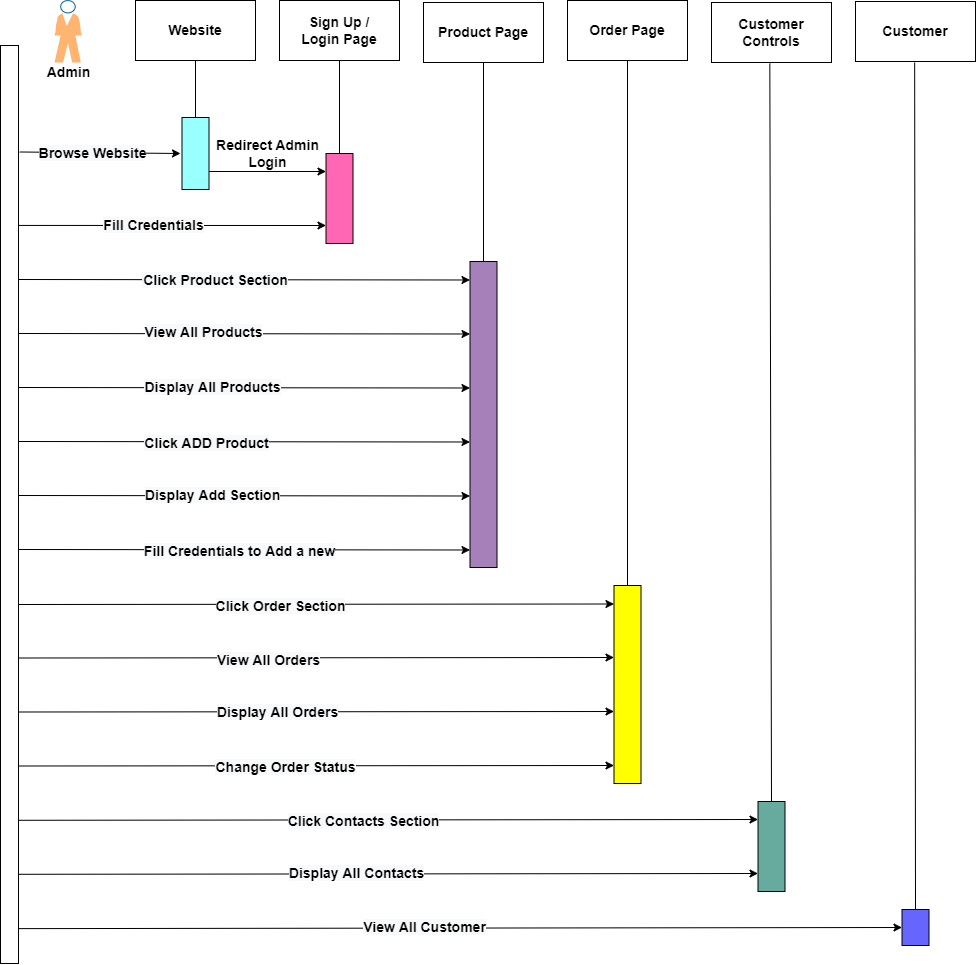 Admin
Website
Sign Up /
Login Page
Product Page
Order Page
Customer
Controls
Customer
Browse Website
Redirect Admin
Login
Fill Credentials
Click Product Section
View All Products
Display All Products
Click ADD Product
Display Add Section
Fill Credentials to Add a new
Click Order Section
View All Orders
Display All Orders
Change Order Status
Click Contacts Section
Display All Contacts
View All Customer